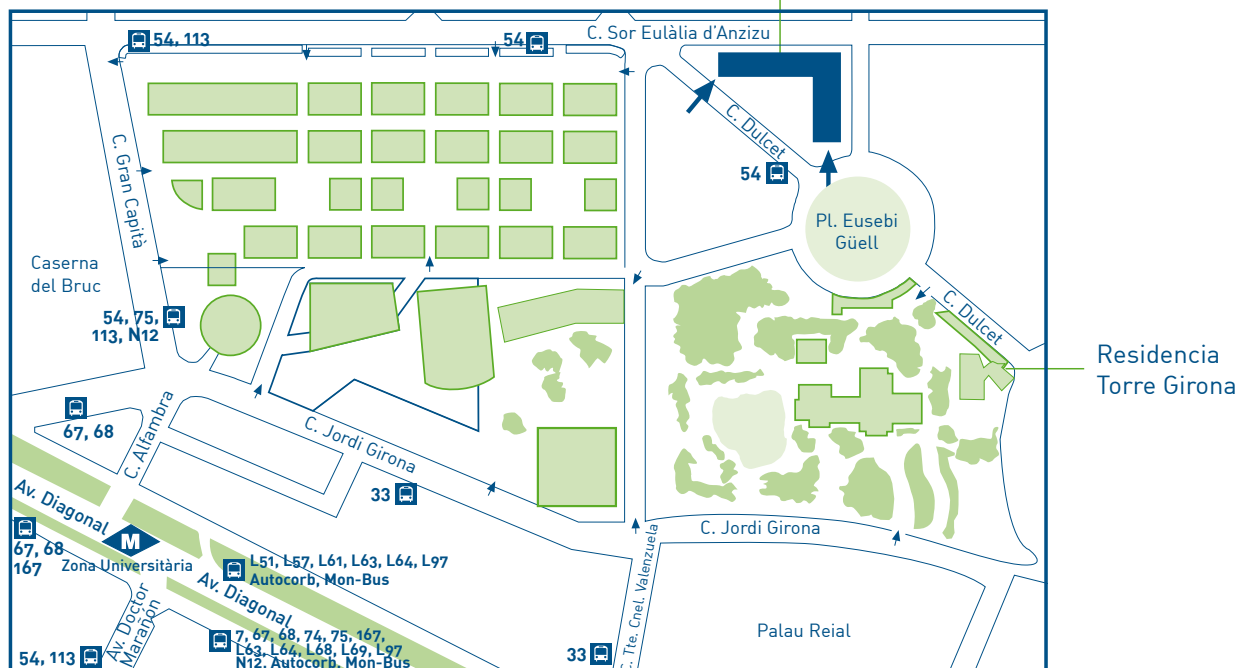 C. Sor Eulàlia d'Anzizu
54, 113
54
C. Dulcet
54
C. Gran Capità
Pl. Eusebi
Güell
Caserna
del Bruc
54, 75,
113, N12
C. Dulcet
Residencia
Torre Girona
67, 68
C. Alfambra
C. Jordi Girona
33
Av. Diagonal
C. Jordi Girona
M
67, 68
167
Zona Universitària
L51, L57, L61, L63, L64, L97
Autocorb, Mon-Bus
Av. Diagonal
C. Tte. Cnel. Valenzuela
Av. Doctor
Marañón
7, 67, 68, 74, 75, 167,
L63, L64, L68, L69, L97
N12, Autocorb, Mon-Bus
Palau Reial
54, 113
33